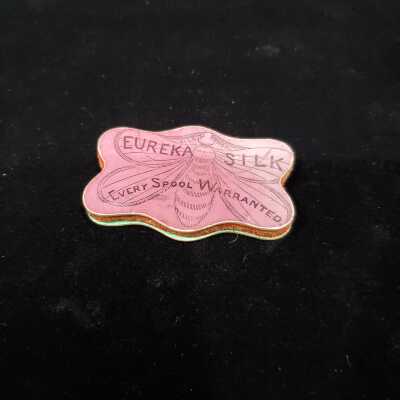 EUREKA SILK
EVERY SPOOL WARRANTED